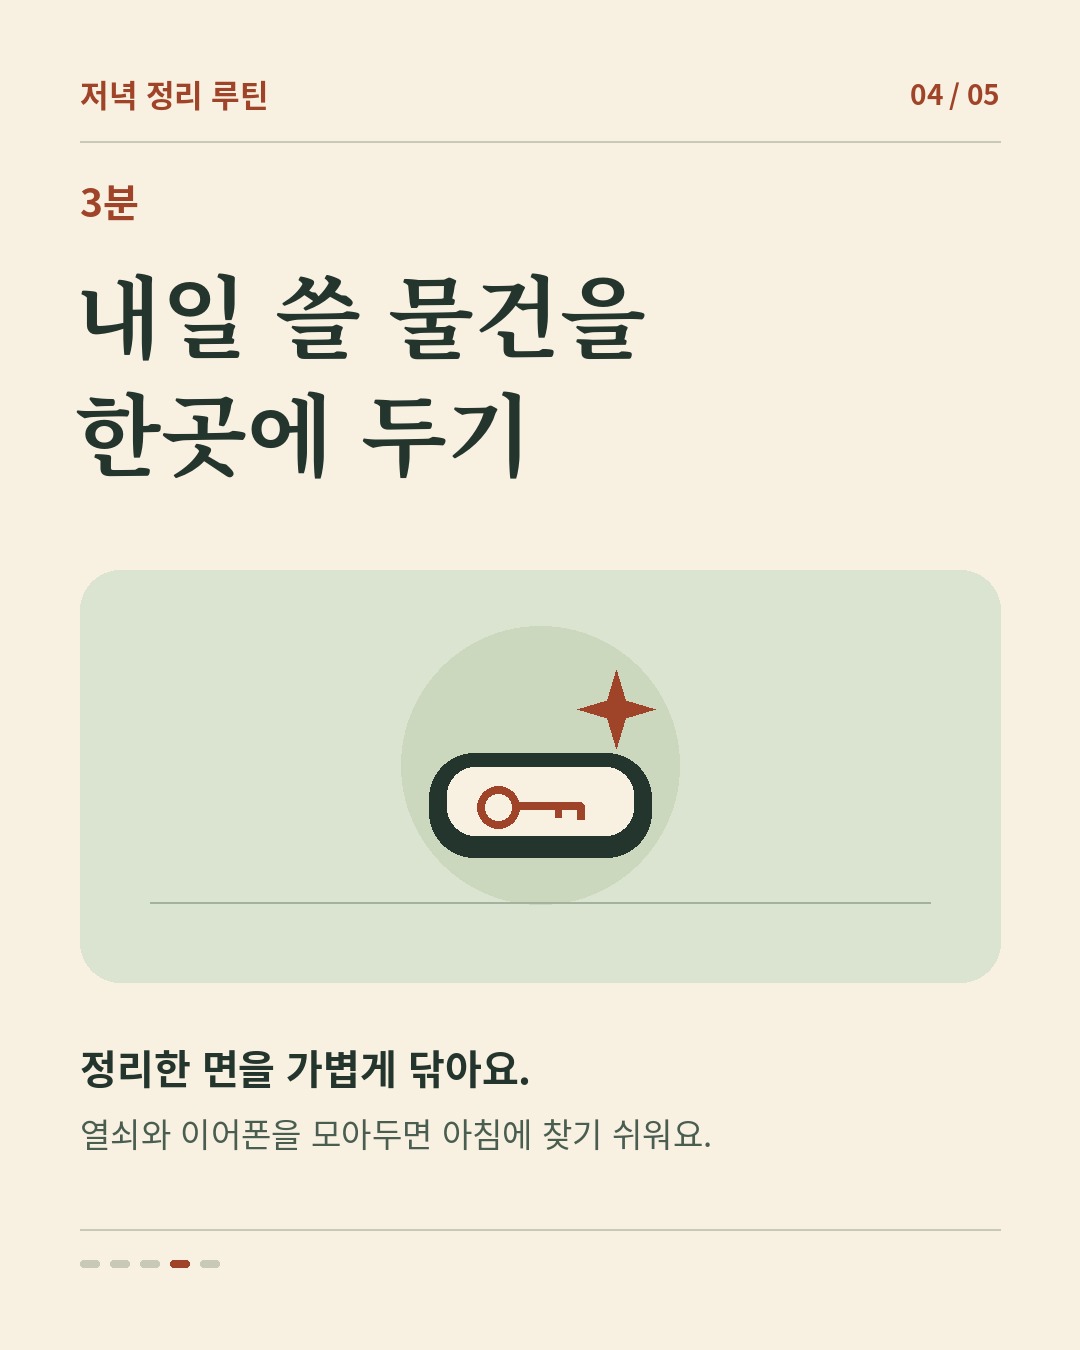 저녁 정리 루틴
04 / 05
3분
내일 쓸 물건을
한곳에 두기
정리한 면을 가볍게 닦아요.
열쇠와 이어폰을 모아두면 아침에 찾기 쉬워요.